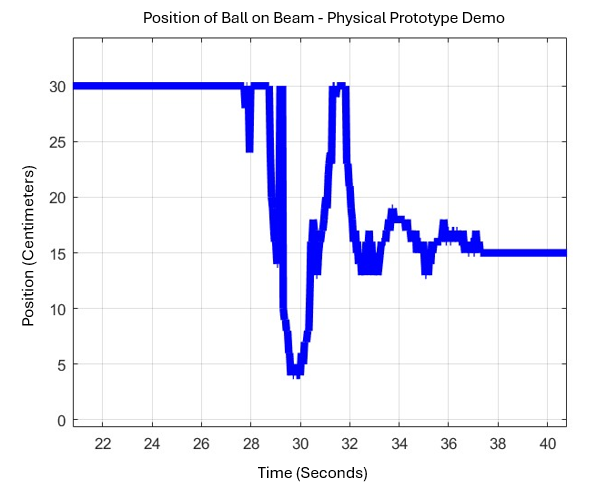 Position of Ball on Beam - Physical Prototype Demo
30
25
20
15
10
5
0
Position (Centimeters)
22 24 26 28 30 32 34 36 38 40
Time (Seconds)